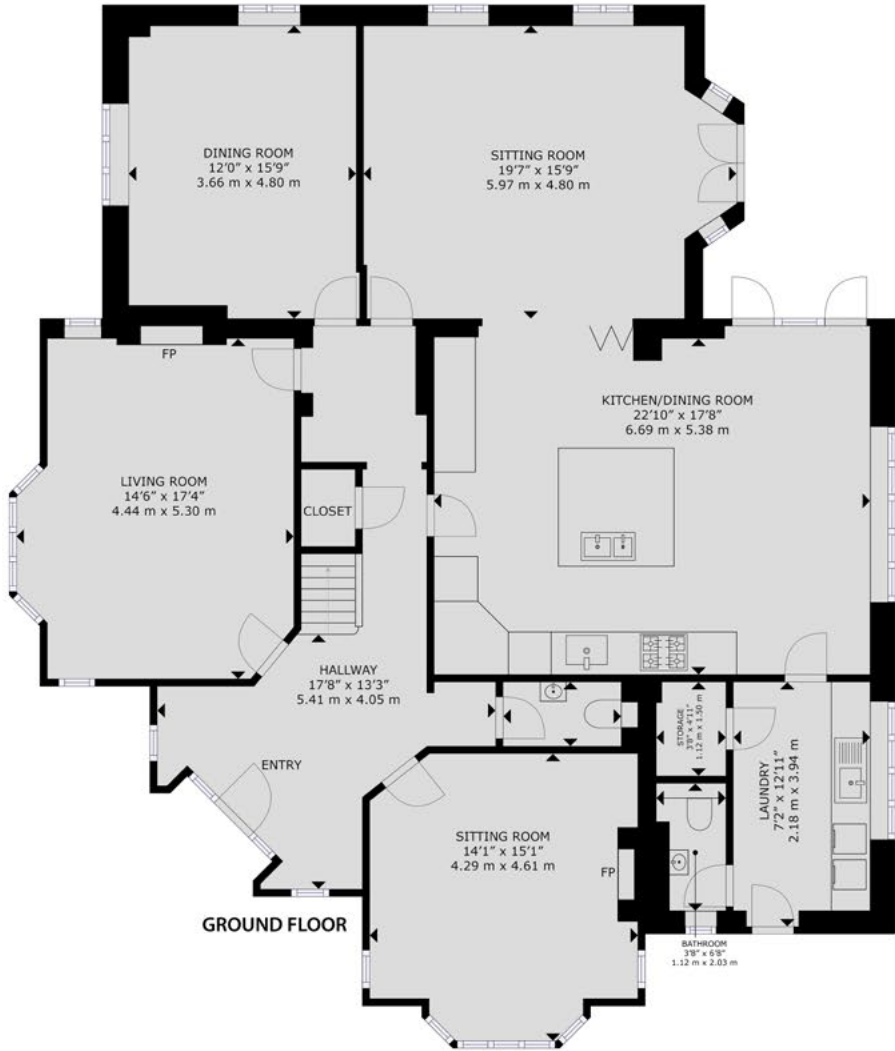 DINING ROOM
12'0" x 15'9"
3.66 m x 4.80 m
SITTING ROOM
19'7" x 15'9"
5.97 m x 4.80 m
FP
KITCHEN/DINING ROOM
22'10" x 17'8"
6.69 m x 5.38 m
LIVING ROOM
14'6" x 17'4"
4.44 m x 5.30 m
CLOSET
HALLWAY
17'8" x 13'3"
5.41 m x 4.05 m
STORAGE
3'8" x 4'11"
1.12 m x 1.50 m
ENTRY
LAUNDRY
7'2" x 12'11"
2.18 m x 3.94 m
SITTING ROOM
14'1" x 15'1"
4.29 m x 4.61 m
FP
GROUND FLOOR
BATHROOM
3'8" x 6'8"
1.12 m x 2.03 m